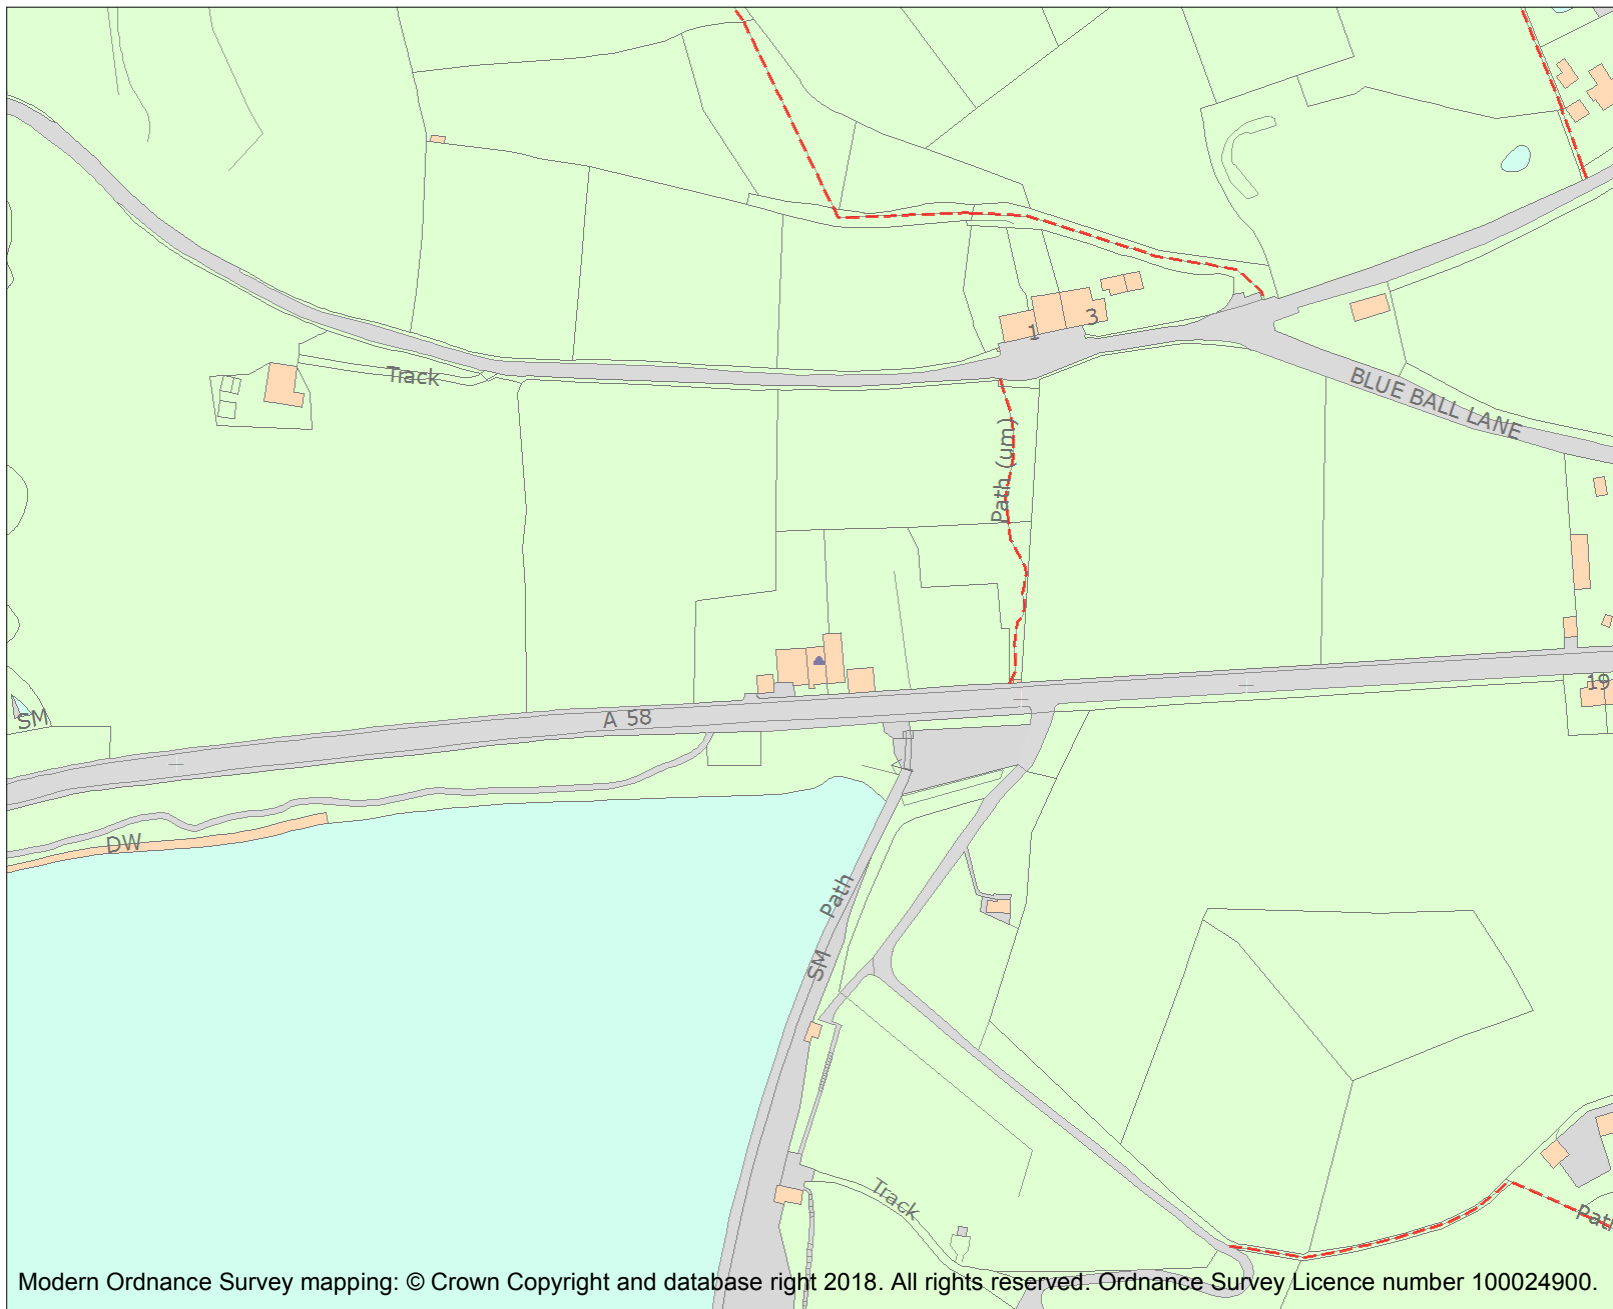 1
3
Track
BLUE BALL LANE
Path (um)
SM
A 58
19
DW
Path
SM
Track
Modern Ordnance Survey mapping: © Crown Copyright and database right 2018. All rights reserved. Ordnance Survey Licence number 100024900.